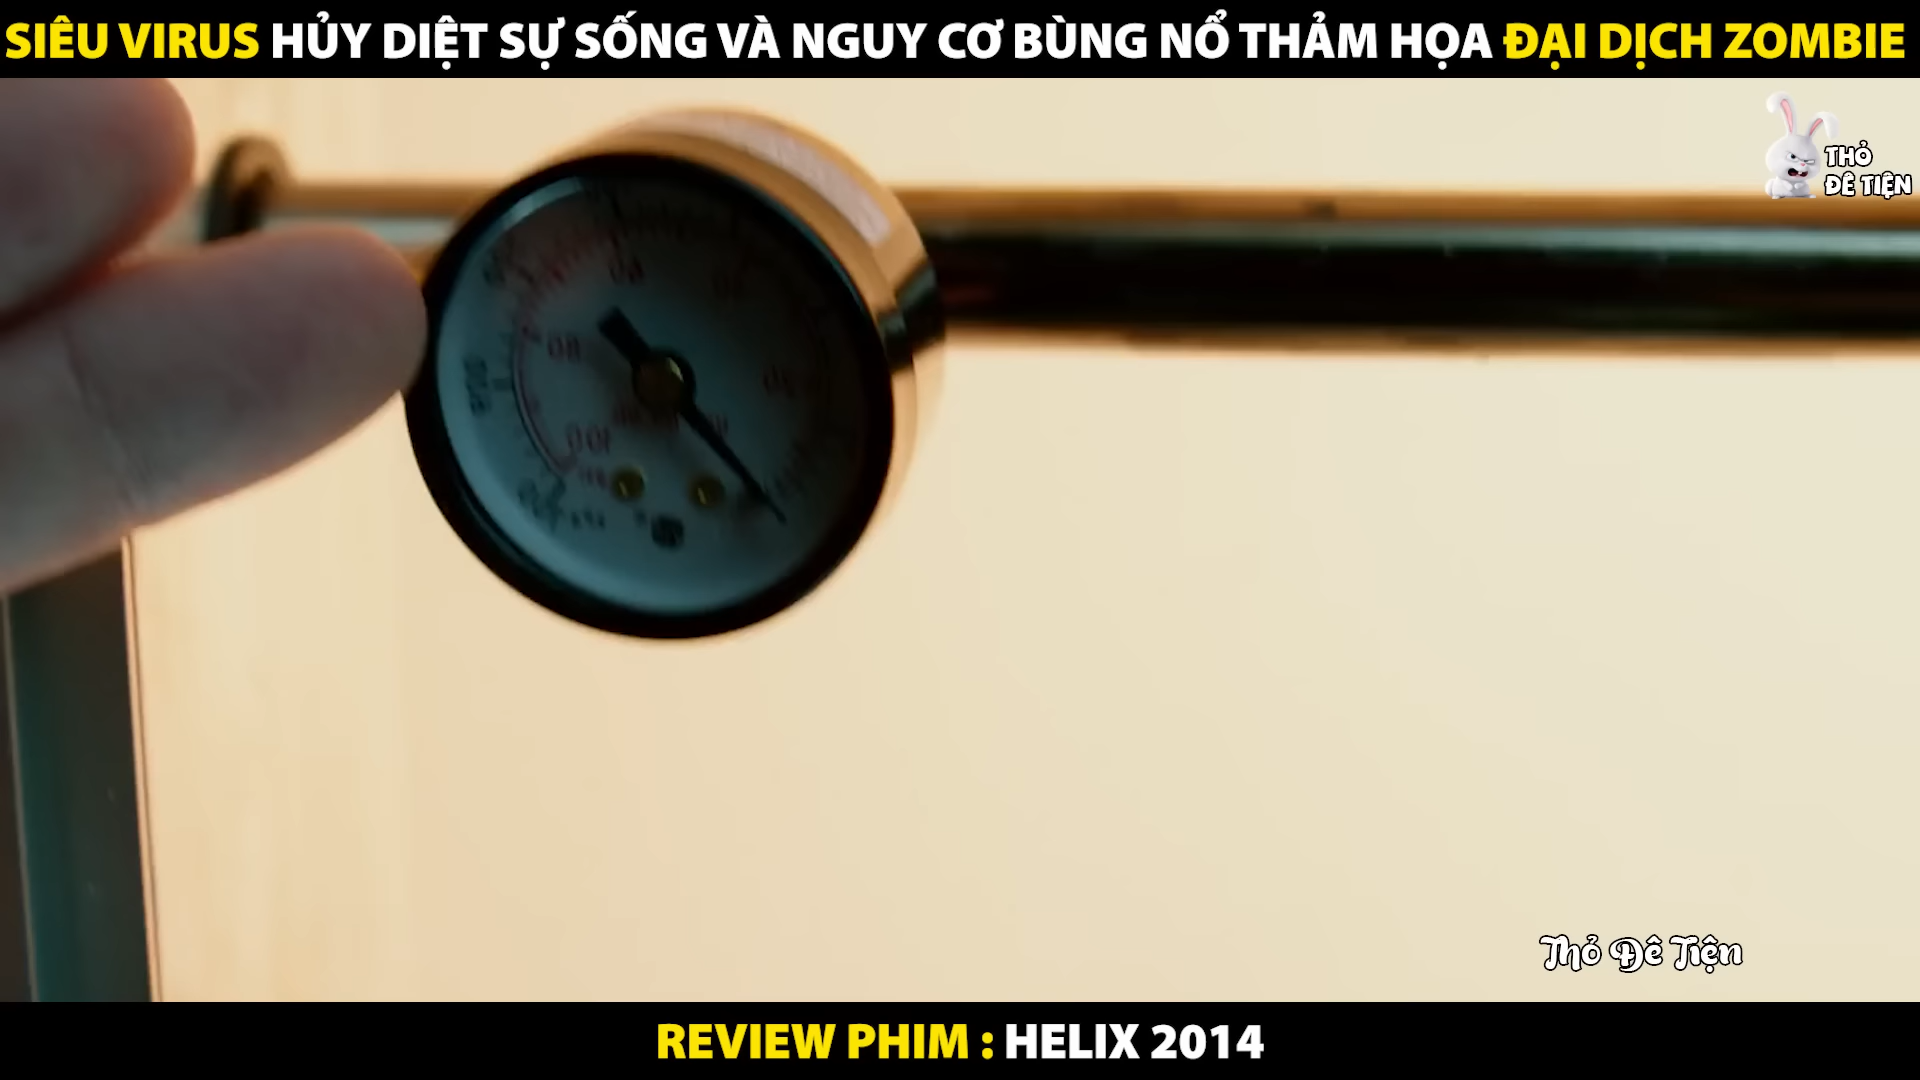 SIÊU VIRUS HỦY DIỆT SỰ SỐNG VÀ NGUY CƠ BÙNG NỔ THẢM HỌA ĐẠI DỊCH ZOMBIE
THỎ
ĐÊ TIỆN
Thỏ Đê Tiện
REVIEW PHIM : HELIX 2014